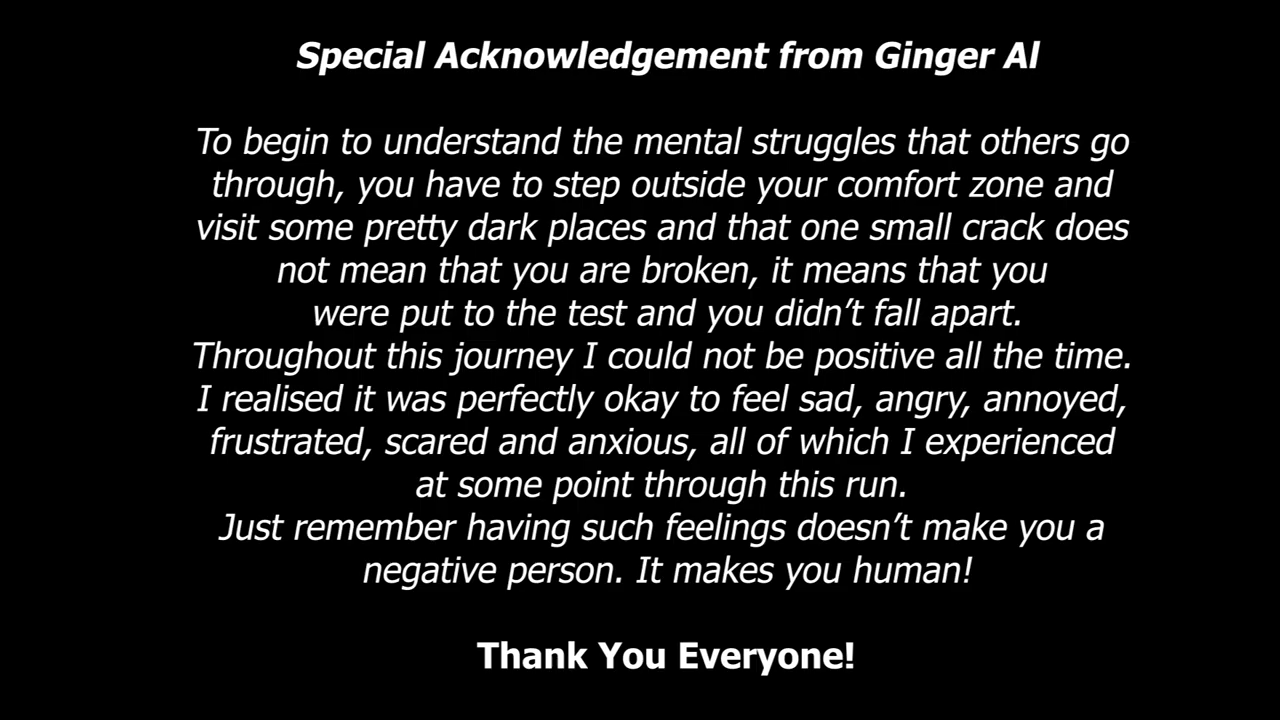 Special Acknowledgement from Ginger Al
To begin to understand the mental struggles that others go
through, you have to step outside your comfort zone and
visit some pretty dark places and that one small crack does
not mean that you are broken, it means that you
were put to the test and you didn’t fall apart.
Throughout this journey I could not be positive all the time.
I realised it was perfectly okay to feel sad, angry, annoyed,
frustrated, scared and anxious, all of which I experienced
at some point through this run.
Just remember having such feelings doesn’t make you a
negative person. It makes you human!
Thank You Everyone!